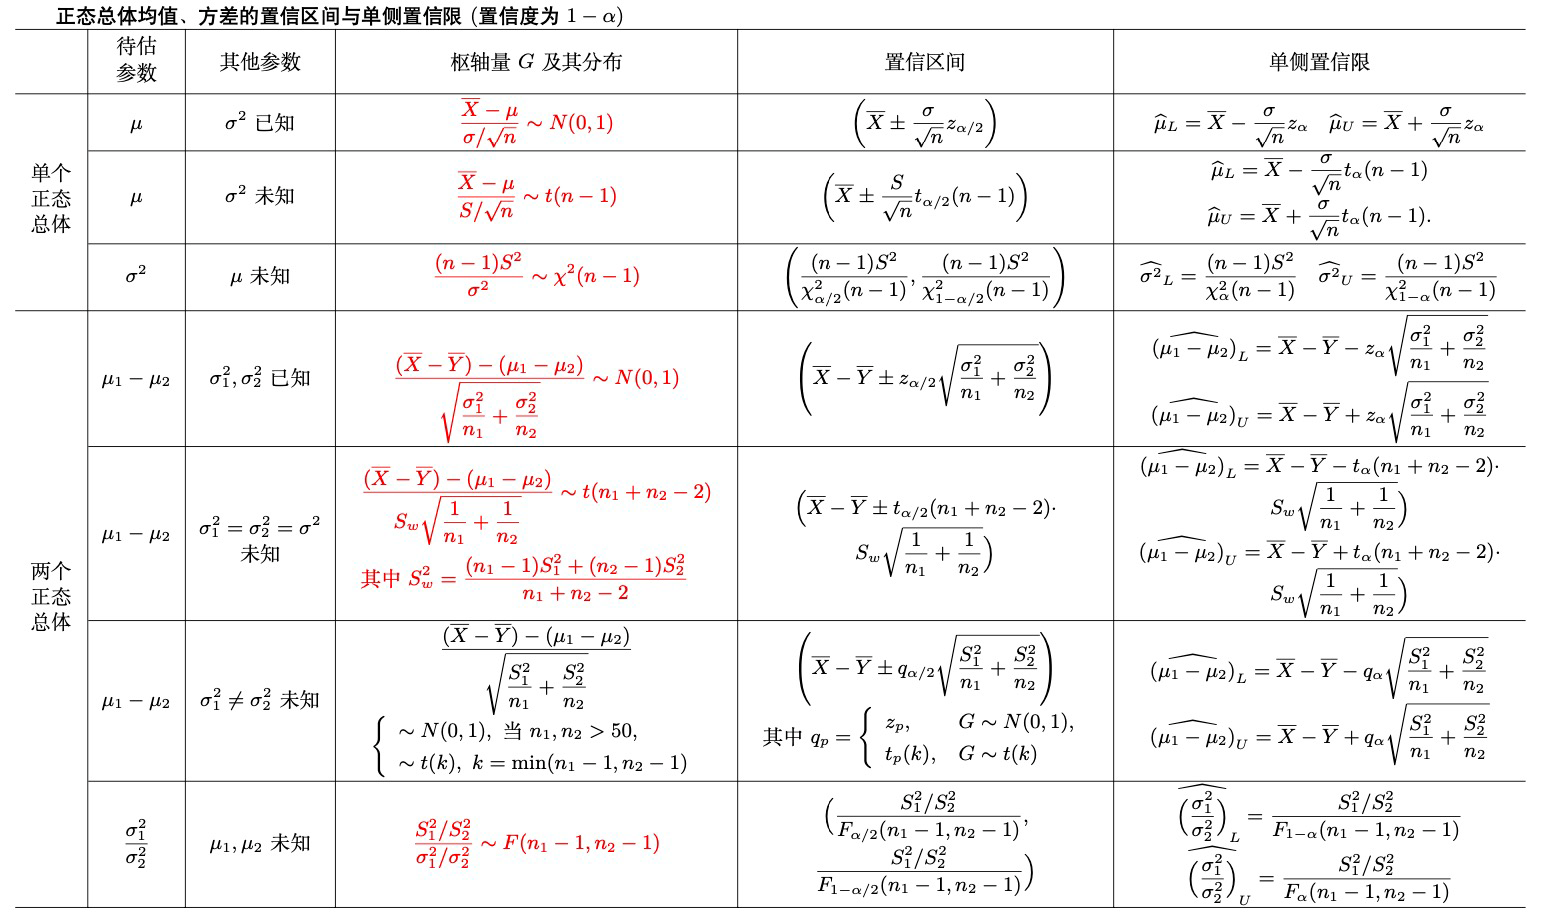 正态总体均值、方差的置信区间与单侧置信限 (置信度为 $1-\alpha$)
待估参数 | 其他参数 | 枢轴量 $G$ 及其分布 | 置信区间 | 单侧置信限
单个正态总体
$\mu$ | $\sigma^2$ 已知 | $\frac{\overline{X}-\mu}{\sigma/\sqrt{n}} \sim N(0,1)$ | $\left(\overline{X} \pm \frac{\sigma}{\sqrt{n}} z_{\alpha/2}\right)$ | $\widehat{\mu}_L = \overline{X} - \frac{\sigma}{\sqrt{n}} z_\alpha \quad \widehat{\mu}_U = \overline{X} + \frac{\sigma}{\sqrt{n}} z_\alpha$
$\mu$ | $\sigma^2$ 未知 | $\frac{\overline{X}-\mu}{S/\sqrt{n}} \sim t(n-1)$ | $\left(\overline{X} \pm \frac{S}{\sqrt{n}} t_{\alpha/2}(n-1)\right)$ | $\widehat{\mu}_L = \overline{X} - \frac{\sigma}{\sqrt{n}} t_\alpha(n-1)$
$\widehat{\mu}_U = \overline{X} + \frac{\sigma}{\sqrt{n}} t_\alpha(n-1).$
$\sigma^2$ | $\mu$ 未知 | $\frac{(n-1)S^2}{\sigma^2} \sim \chi^2(n-1)$ | $\left(\frac{(n-1)S^2}{\chi^2_{\alpha/2}(n-1)}, \frac{(n-1)S^2}{\chi^2_{1-\alpha/2}(n-1)}\right)$ | $\widehat{\sigma^2}_L = \frac{(n-1)S^2}{\chi^2_\alpha(n-1)} \quad \widehat{\sigma^2}_U = \frac{(n-1)S^2}{\chi^2_{1-\alpha}(n-1)}$
两个正态总体
$\mu_1-\mu_2$ | $\sigma_1^2, \sigma_2^2$ 已知 | $\frac{(\overline{X}-\overline{Y})-(\mu_1-\mu_2)}{\sqrt{\frac{\sigma_1^2}{n_1}+\frac{\sigma_2^2}{n_2}}} \sim N(0,1)$ | $\left(\overline{X}-\overline{Y} \pm z_{\alpha/2}\sqrt{\frac{\sigma_1^2}{n_1}+\frac{\sigma_2^2}{n_2}}\right)$ | $\widehat{(\mu_1-\mu_2)}_L = \overline{X}-\overline{Y}-z_\alpha\sqrt{\frac{\sigma_1^2}{n_1}+\frac{\sigma_2^2}{n_2}}$
$\widehat{(\mu_1-\mu_2)}_U = \overline{X}-\overline{Y}+z_\alpha\sqrt{\frac{\sigma_1^2}{n_1}+\frac{\sigma_2^2}{n_2}}$
$\mu_1-\mu_2$ | $\sigma_1^2=\sigma_2^2=\sigma^2$ 未知 | $\frac{(\overline{X}-\overline{Y})-(\mu_1-\mu_2)}{S_w\sqrt{\frac{1}{n_1}+\frac{1}{n_2}}} \sim t(n_1+n_2-2)$
其中 $S_w^2 = \frac{(n_1-1)S_1^2+(n_2-1)S_2^2}{n_1+n_2-2}$
$(\overline{X}-\overline{Y} \pm t_{\alpha/2}(n_1+n_2-2)\cdot$
$S_w\sqrt{\frac{1}{n_1}+\frac{1}{n_2}})$
$\widehat{(\mu_1-\mu_2)}_L = \overline{X}-\overline{Y}-t_\alpha(n_1+n_2-2)\cdot$
$S_w\sqrt{\frac{1}{n_1}+\frac{1}{n_2}})$
$\widehat{(\mu_1-\mu_2)}_U = \overline{X}-\overline{Y}+t_\alpha(n_1+n_2-2)\cdot$
$S_w\sqrt{\frac{1}{n_1}+\frac{1}{n_2}})$
$\mu_1-\mu_2$ | $\sigma_1^2 \neq \sigma_2^2$ 未知 | $\frac{(\overline{X}-\overline{Y})-(\mu_1-\mu_2)}{\sqrt{\frac{S_1^2}{n_1}+\frac{S_2^2}{n_2}}}$
$\sim N(0,1),$ 当 $n_1, n_2 > 50,$
$\sim t(k),\ k=\min(n_1-1, n_2-1)$
$\left(\overline{X}-\overline{Y} \pm q_{\alpha/2}\sqrt{\frac{S_1^2}{n_1}+\frac{S_2^2}{n_2}}\right)$
其中 $q_p = \begin{cases} z_p, & G \sim N(0,1), \\ t_p(k), & G \sim t(k) \end{cases}$
$\widehat{(\mu_1-\mu_2)}_L = \overline{X}-\overline{Y}-q_\alpha\sqrt{\frac{S_1^2}{n_1}+\frac{S_2^2}{n_2}}$
$\widehat{(\mu_1-\mu_2)}_U = \overline{X}-\overline{Y}+q_\alpha\sqrt{\frac{S_1^2}{n_1}+\frac{S_2^2}{n_2}}$
$\frac{\sigma_1^2}{\sigma_2^2}$ | $\mu_1, \mu_2$ 未知 | $\frac{S_1^2/S_2^2}{\sigma_1^2/\sigma_2^2} \sim F(n_1-1, n_2-1)$
$(\frac{S_1^2/S_2^2}{F_{\alpha/2}(n_1-1, n_2-1)},$
$\frac{S_1^2/S_2^2}{F_{1-\alpha/2}(n_1-1, n_2-1)})$
$\widehat{(\frac{\sigma_1^2}{\sigma_2^2})}_L = \frac{S_1^2/S_2^2}{F_{1-\alpha}(n_1-1, n_2-1)}$
$\widehat{(\frac{\sigma_1^2}{\sigma_2^2})}_U = \frac{S_1^2/S_2^2}{F_\alpha(n_1-1, n_2-1)}$